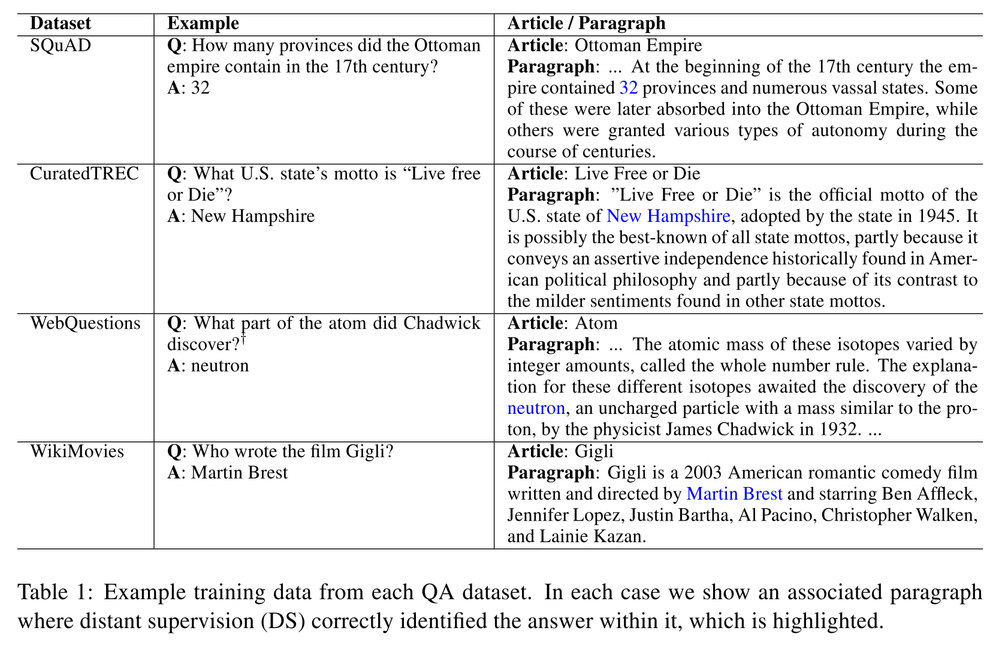 Dataset Example Article / Paragraph
SQuAD Q: How many provinces did the Ottoman Article: Ottoman Empire
empire contain in the 17th century? Paragraph: ... At the beginning of the 17th century the em-
A: 32 pire contained 32 provinces and numerous vassal states. Some
of these were later absorbed into the Ottoman Empire, while
others were granted various types of autonomy during the
course of centuries.
CuratedTREC Q: What U.S. state's motto is “Live free Article: Live Free or Die
or Die”? Paragraph: ”Live Free or Die” is the official motto of the
A: New Hampshire U.S. state of New Hampshire, adopted by the state in 1945. It
is possibly the best-known of all state mottos, partly because it
conveys an assertive independence historically found in Amer-
ican political philosophy and partly because of its contrast to
the milder sentiments found in other state mottos.
WebQuestions Q: What part of the atom did Chadwick Article: Atom
discover?† Paragraph: ... The atomic mass of these isotopes varied by
A: neutron integer amounts, called the whole number rule. The explana-
tion for these different isotopes awaited the discovery of the
neutron, an uncharged particle with a mass similar to the pro-
ton, by the physicist James Chadwick in 1932. ...
WikiMovies Q: Who wrote the film Gigli? Article: Gigli
A: Martin Brest Paragraph: Gigli is a 2003 American romantic comedy film
written and directed by Martin Brest and starring Ben Affleck,
Jennifer Lopez, Justin Bartha, Al Pacino, Christopher Walken,
and Lainie Kazan.
Table 1: Example training data from each QA dataset. In each case we show an associated paragraph
where distant supervision (DS) correctly identified the answer within it, which is highlighted.